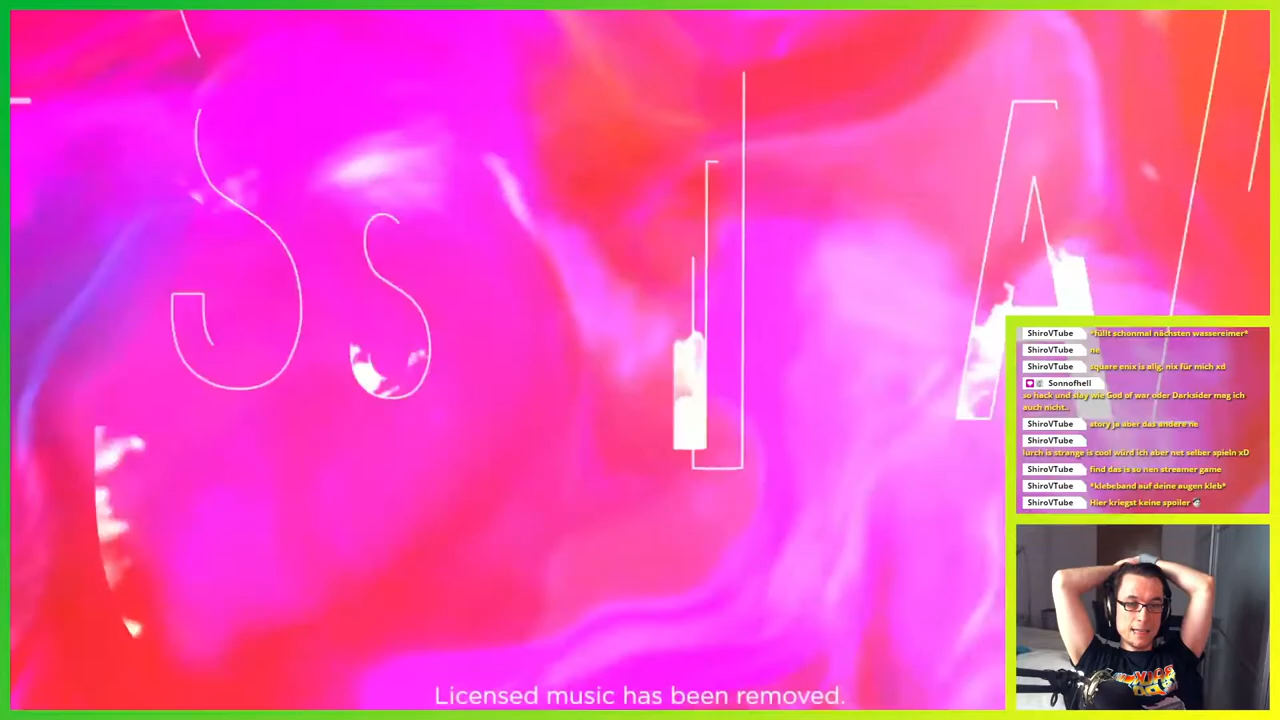 S s
A
ShiroVTube *füllt schonmal nächsten wassereimer*
ShiroVTube ne
ShiroVTube square enix is allg. nix für mich xd
Sonnofhell
so hack und slay wie God of war oder Darksider mag ich
auch nicht..
ShiroVTube story ja aber das andere ne
ShiroVTube
lurch is strange is cool würd ich aber net selber spieln xD
ShiroVTube find das is so nen streamer game
ShiroVTube *klebeband auf deine augen kleb*
ShiroVTube Hier kriegst keine spoiler
Licensed music has been removed.